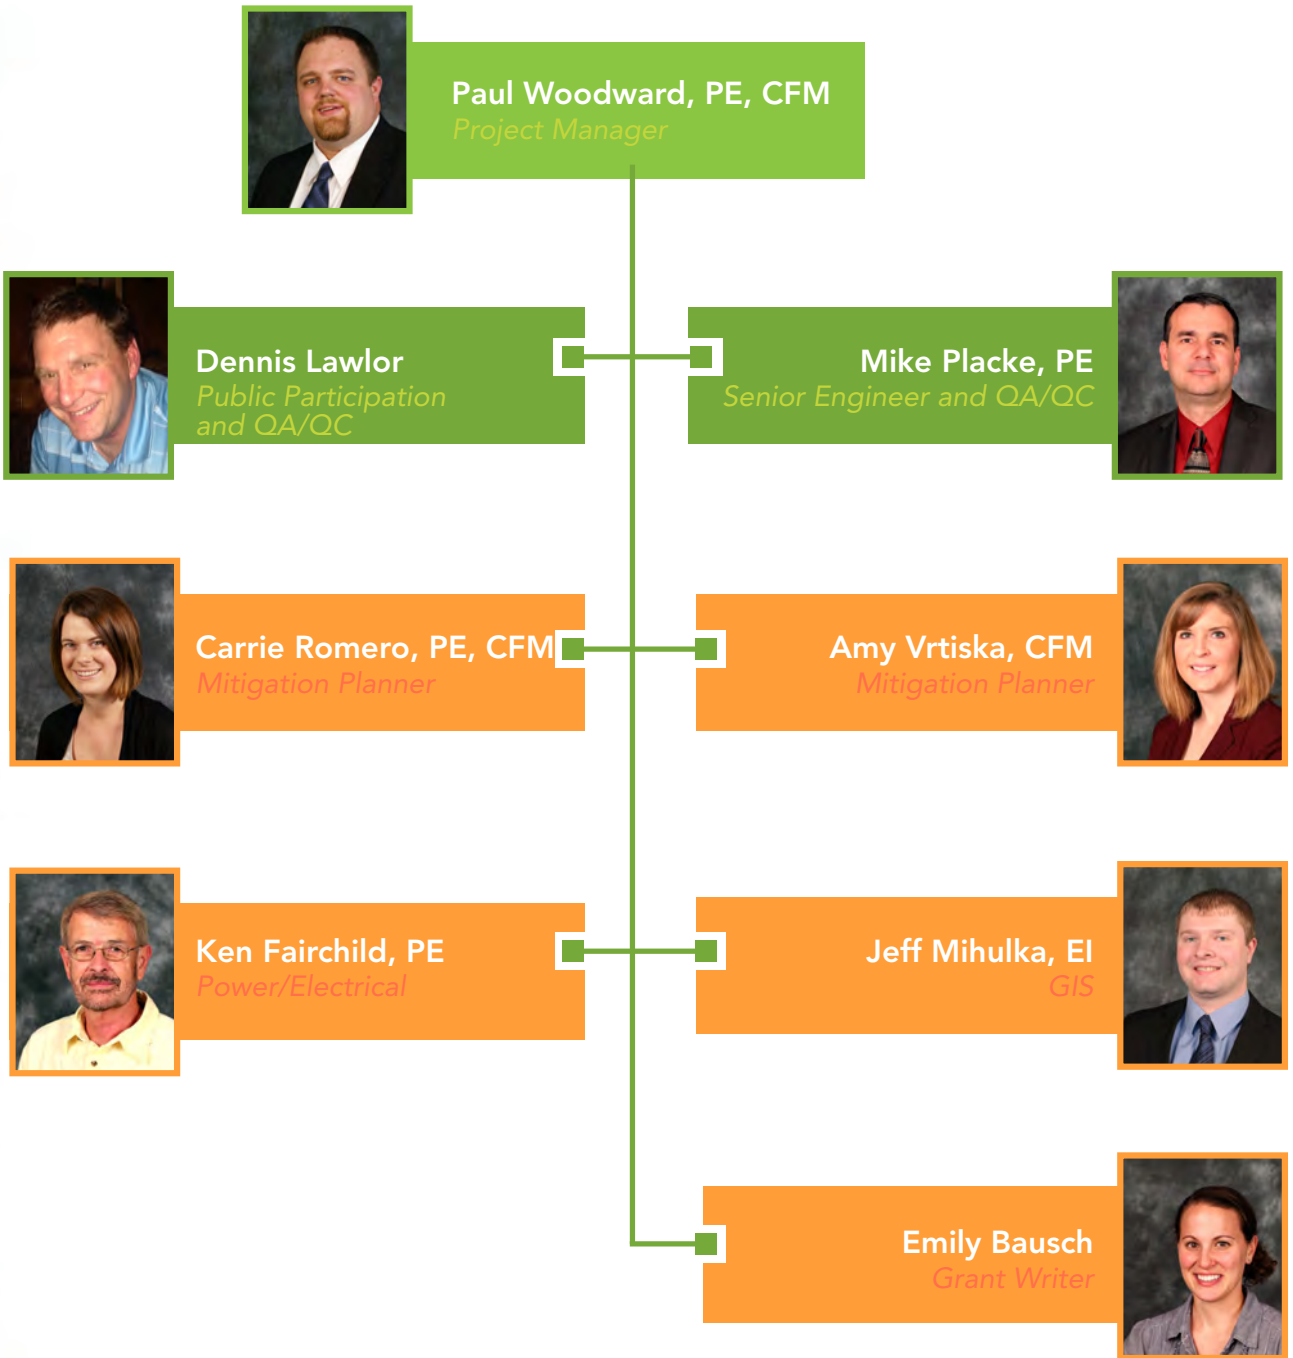 Paul Woodward, PE, CFM
Project Manager
Dennis Lawlor
Public Participation
and QA/QC
Mike Placke, PE
Senior Engineer and QA/QC
Carrie Romero, PE, CFM
Mitigation Planner
Amy Vrtiska, CFM
Mitigation Planner
Ken Fairchild, PE
Power/Electrical
Jeff Mihulka, EI
GIS
Emily Bausch
Grant Writer